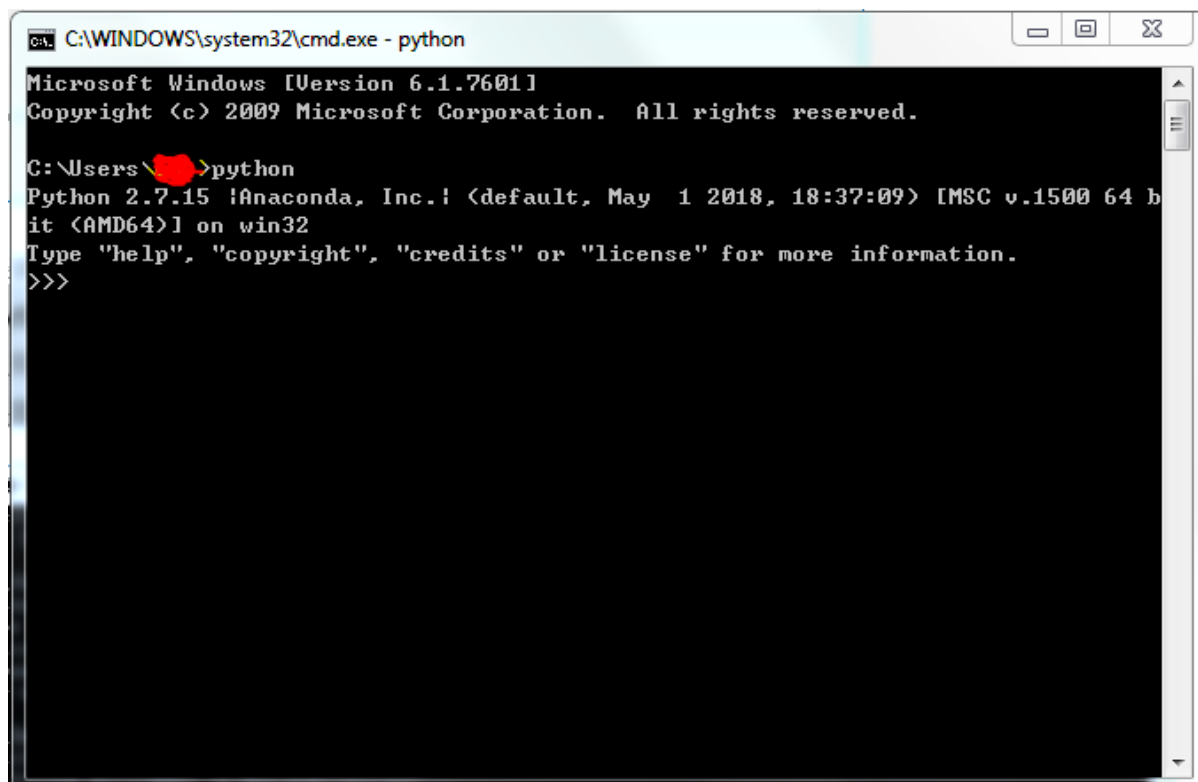 C:\WINDOWS\system32\cmd.exe - python
Microsoft Windows [Version 6.1.7601]
Copyright (c) 2009 Microsoft Corporation.  All rights reserved.
C:\Users\>python
Python 2.7.15 |Anaconda, Inc.| (default, May  1 2018, 18:37:09) [MSC v.1500 64 b
it (AMD64)] on win32
Type "help", "copyright", "credits" or "license" for more information.
>>>